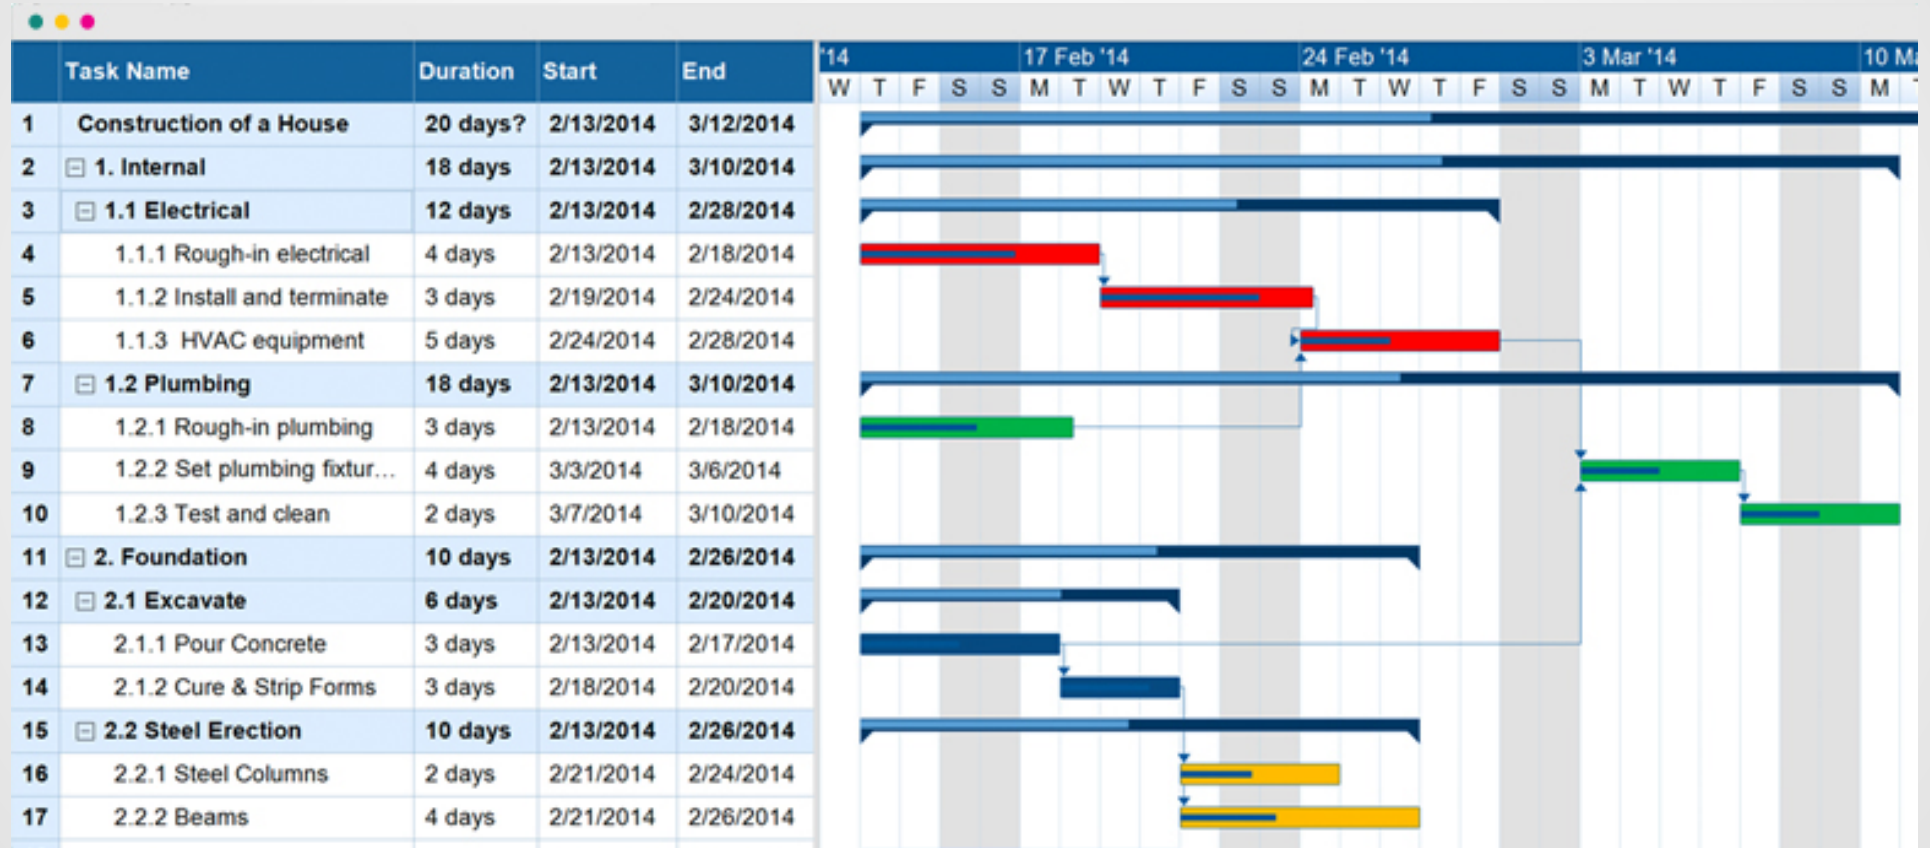 Task Name Duration Start End '14 17 Feb '14 24 Feb '14 3 Mar '14 10
W T F S S M T W T F S S M T W T F S S M T W T F S S M
1 Construction of a House 20 days? 2/13/2014 3/12/2014
2 1. Internal 18 days 2/13/2014 3/10/2014
3 1.1 Electrical 12 days 2/13/2014 2/28/2014
4 1.1.1 Rough-in electrical 4 days 2/13/2014 2/18/2014
5 1.1.2 Install and terminate 3 days 2/19/2014 2/24/2014
6 1.1.3 HVAC equipment 5 days 2/24/2014 2/28/2014
7 1.2 Plumbing 18 days 2/13/2014 3/10/2014
8 1.2.1 Rough-in plumbing 3 days 2/13/2014 2/18/2014
9 1.2.2 Set plumbing fixtur... 4 days 3/3/2014 3/6/2014
10 1.2.3 Test and clean 2 days 3/7/2014 3/10/2014
11 2. Foundation 10 days 2/13/2014 2/26/2014
12 2.1 Excavate 6 days 2/13/2014 2/20/2014
13 2.1.1 Pour Concrete 3 days 2/13/2014 2/17/2014
14 2.1.2 Cure & Strip Forms 3 days 2/18/2014 2/20/2014
15 2.2 Steel Erection 10 days 2/13/2014 2/26/2014
16 2.2.1 Steel Columns 2 days 2/21/2014 2/24/2014
17 2.2.2 Beams 4 days 2/21/2014 2/26/2014